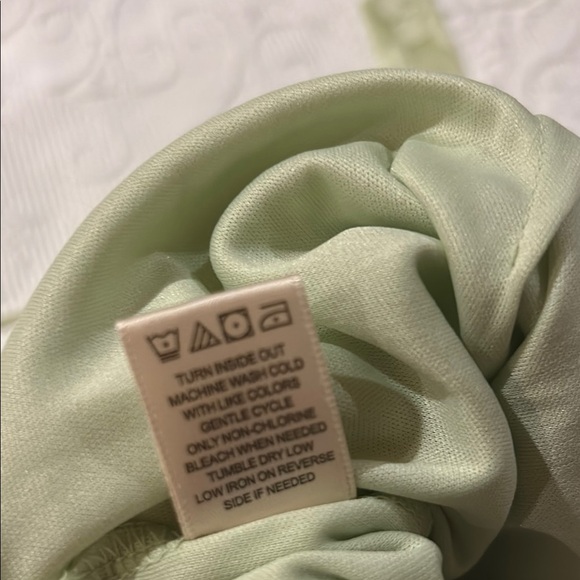 TURN INSIDE OUT
MACHINE WASH COLD
WITH LIKE COLORS
GENTLE CYCLE
ONLY NON-CHLORINE
BLEACH WHEN NEEDED
TUMBLE DRY LOW
LOW IRON ON REVERSE
SIDE IF NEEDED